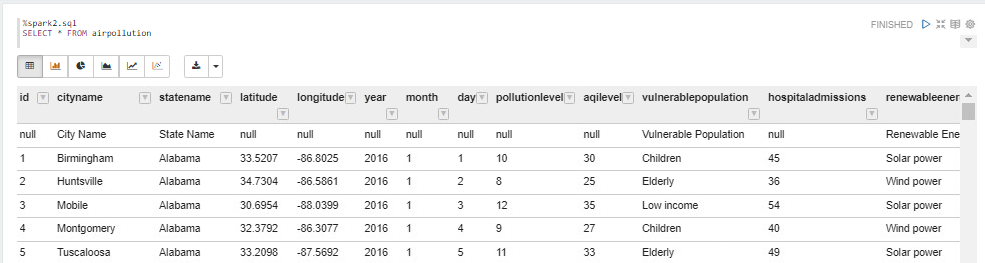 %spark2.sql
SELECT * FROM airpollution
FINISHED
id cityname statename latitude longitude year month day pollutionlevel aqilevel vulnerablepopulation hospitaladmissions renewableener
null City Name State Name null null null null null null null Vulnerable Population null Renewable Ene
1 Birmingham Alabama 33.5207 -86.8025 2016 1 1 10 30 Children 45 Solar power
2 Huntsville Alabama 34.7304 -86.5861 2016 1 2 8 25 Elderly 36 Wind power
3 Mobile Alabama 30.6954 -88.0399 2016 1 3 12 35 Low income 54 Solar power
4 Montgomery Alabama 32.3792 -86.3077 2016 1 4 9 27 Children 40 Wind power
5 Tuscaloosa Alabama 33.2098 -87.5692 2016 1 5 11 33 Elderly 49 Solar power